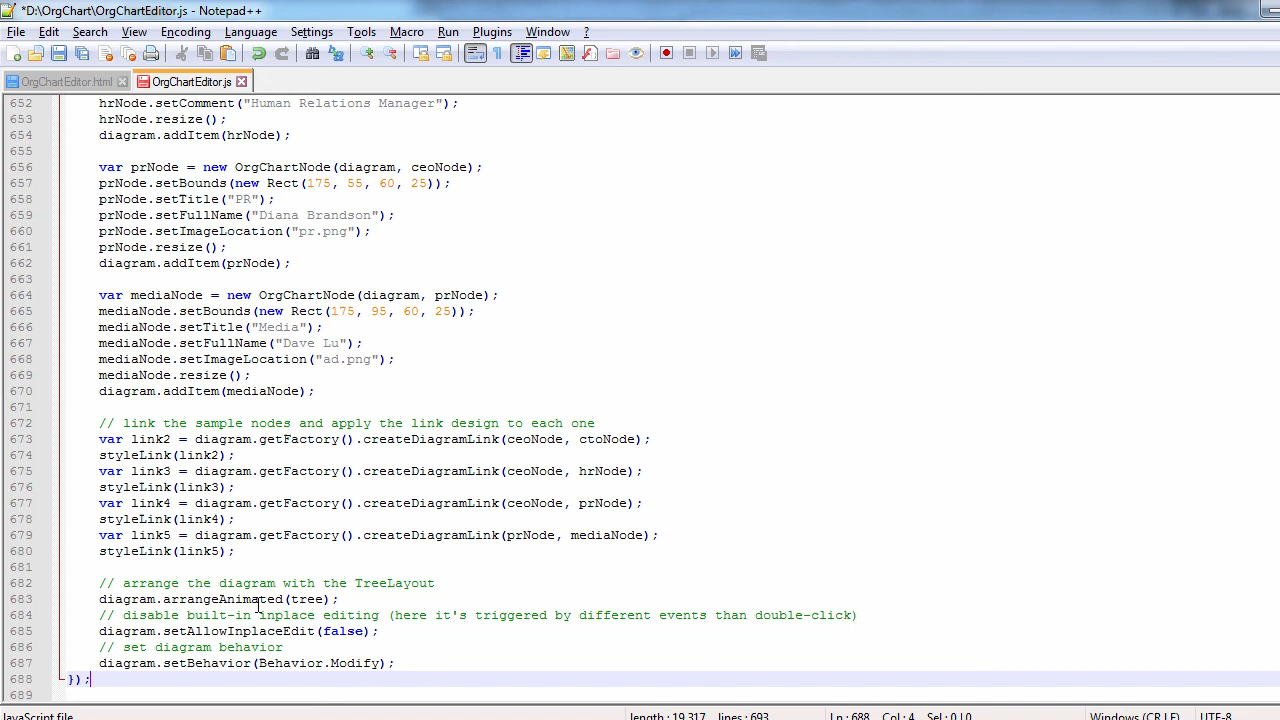 *D:\OrgChart\OrgChartEditor.js - Notepad++
File Edit Search View Encoding Language Settings Tools Macro Run Plugins Window ?
OrgChartEditor.html OrgChartEditor.js
652 hrNode.setComment("Human Relations Manager");
653 hrNode.resize();
654 diagram.addItem(hrNode);
655
656 var prNode = new OrgChartNode(diagram, ceoNode);
657 prNode.setBounds(new Rect(175, 55, 60, 25));
658 prNode.setTitle("PR");
659 prNode.setFullName("Diana Brandson");
660 prNode.setImageLocation("pr.png");
661 prNode.resize();
662 diagram.addItem(prNode);
663
664 var mediaNode = new OrgChartNode(diagram, prNode);
665 mediaNode.setBounds(new Rect(175, 95, 60, 25));
666 mediaNode.setTitle("Media");
667 mediaNode.setFullName("Dave Lu");
668 mediaNode.setImageLocation("ad.png");
669 mediaNode.resize();
670 diagram.addItem(mediaNode);
671
672 // link the sample nodes and apply the link design to each one
673 var link2 = diagram.getFactory().createDiagramLink(ceoNode, ctoNode);
674 styleLink(link2);
675 var link3 = diagram.getFactory().createDiagramLink(ceoNode, hrNode);
676 styleLink(link3);
677 var link4 = diagram.getFactory().createDiagramLink(ceoNode, prNode);
678 styleLink(link4);
679 var link5 = diagram.getFactory().createDiagramLink(prNode, mediaNode);
680 styleLink(link5);
681
682 // arrange the diagram with the TreeLayout
683 diagram.arrangeAnimated(tree);
684 // disable built-in inplace editing (here it's triggered by different events than double-click)
685 diagram.setAllowInplaceEdit(false);
686 // set diagram behavior
687 diagram.setBehavior(Behavior.Modify);
688 });
689
JavaScript file length : 19,317 lines : 693 Ln : 688 Col : 4 Sel : 0 | 0 Windows (CR LF) UTF-8